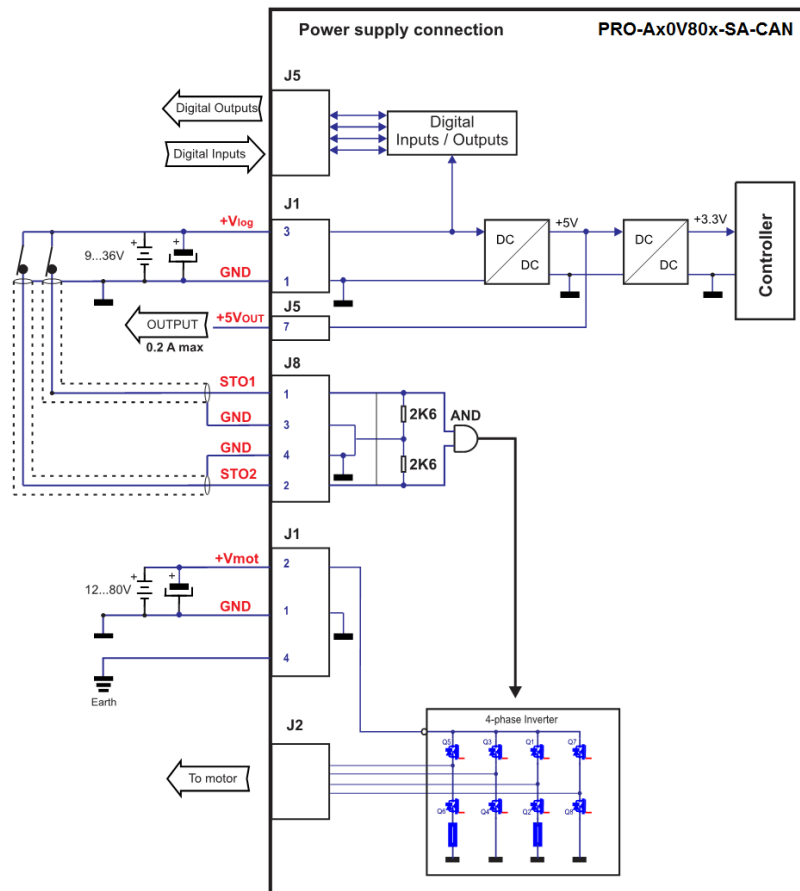 Power supply connection
PRO-Ax0V80x-SA-CAN
J5
Digital Outputs
Digital Inputs
Digital
Inputs / Outputs
J1
+Vlog
3
9...36V
+
+
GND
1
DC
DC
+5V
DC
DC
+3.3V
Controller
J5
+5VOUT
7
OUTPUT
0.2 A max
J8
STO1
1
GND
3
GND
4
STO2
2
2K6
2K6
AND
J1
+Vmot
2
12...80V
+
+
GND
1
4
Earth
J2
To motor
4-phase Inverter
Q5
Q3
Q1
Q7
Q6
Q4
Q2
Q8